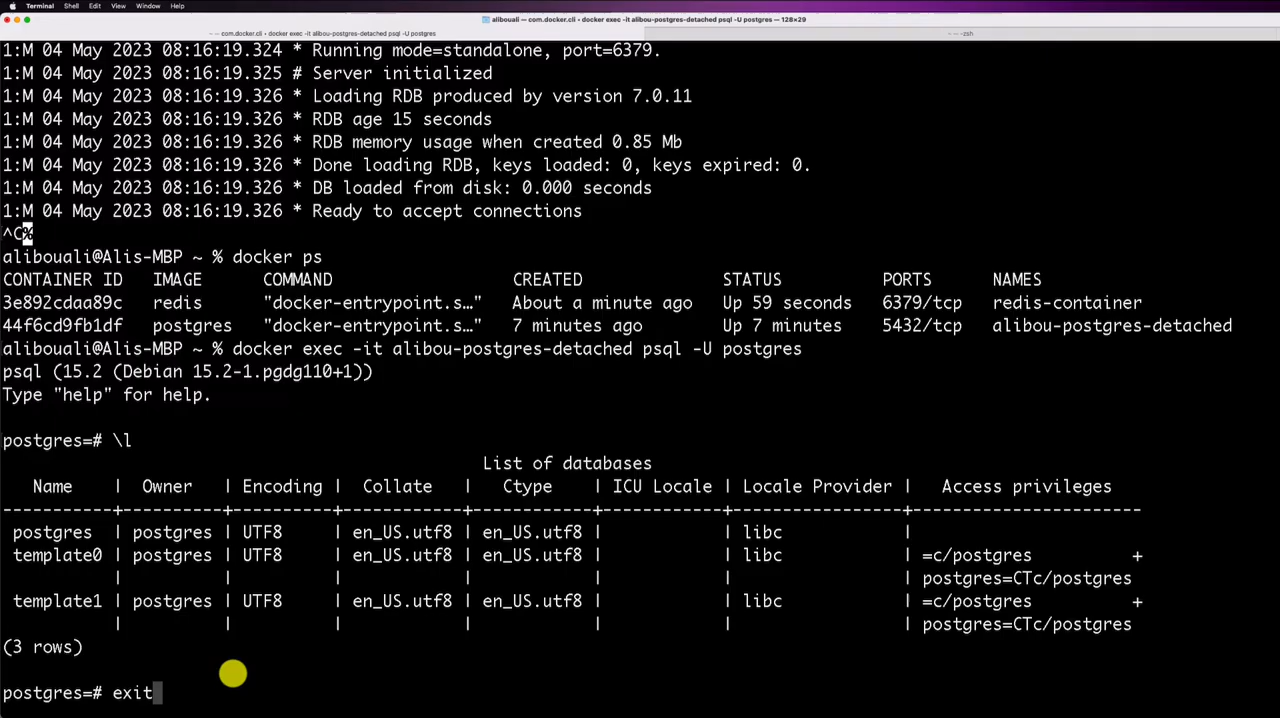 Terminal Shell Edit View Window Help
alibouali — com.docker.cli • docker exec -it alibou-postgres-detached psql -U postgres — 128×29
~ — com.docker.cli • docker exec -it alibou-postgres-detached psql -U postgres
~ — -zsh
1:M 04 May 2023 08:16:19.324 * Running mode=standalone, port=6379.
1:M 04 May 2023 08:16:19.325 # Server initialized
1:M 04 May 2023 08:16:19.326 * Loading RDB produced by version 7.0.11
1:M 04 May 2023 08:16:19.326 * RDB age 15 seconds
1:M 04 May 2023 08:16:19.326 * RDB memory usage when created 0.85 Mb
1:M 04 May 2023 08:16:19.326 * Done loading RDB, keys loaded: 0, keys expired: 0.
1:M 04 May 2023 08:16:19.326 * DB loaded from disk: 0.000 seconds
1:M 04 May 2023 08:16:19.326 * Ready to accept connections
^C%
alibouali@Alis-MBP ~ % docker ps
CONTAINER ID   IMAGE      COMMAND                  CREATED              STATUS          PORTS      NAMES
3e892cdaa89c   redis      "docker-entrypoint.s…"   About a minute ago   Up 59 seconds   6379/tcp   redis-container
44f6cd9fb1df   postgres   "docker-entrypoint.s…"   7 minutes ago        Up 7 minutes    5432/tcp   alibou-postgres-detached
alibouali@Alis-MBP ~ % docker exec -it alibou-postgres-detached psql -U postgres
psql (15.2 (Debian 15.2-1.pgdg110+1))
Type "help" for help.
postgres=# \l
List of databases
   Name    |  Owner   | Encoding |  Collate   |   Ctype    | ICU Locale | Locale Provider |   Access privileges
-----------+----------+----------+------------+------------+------------+-----------------+-----------------------
 postgres  | postgres | UTF8     | en_US.utf8 | en_US.utf8 |            | libc            |
 template0 | postgres | UTF8     | en_US.utf8 | en_US.utf8 |            | libc            | =c/postgres          +
           |          |          |            |            |            |                 | postgres=CTc/postgres
 template1 | postgres | UTF8     | en_US.utf8 | en_US.utf8 |            | libc            | =c/postgres          +
           |          |          |            |            |            |                 | postgres=CTc/postgres
(3 rows)
postgres=# exit